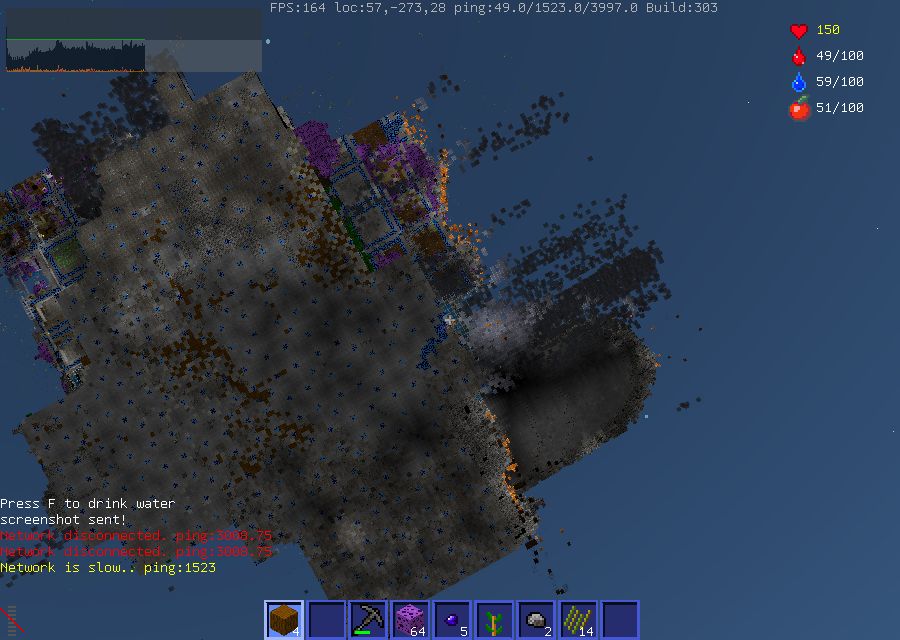 FPS:164 loc:57,-273,28 ping:49.0/1523.0/3997.0 Build:303
150
49/100
59/100
51/100
Press F to drink water
screenshot sent!
Network disconnected. ping:3008.75
Network disconnected. ping:3008.75
Network is slow.. ping:1523
4
64
5
2
14